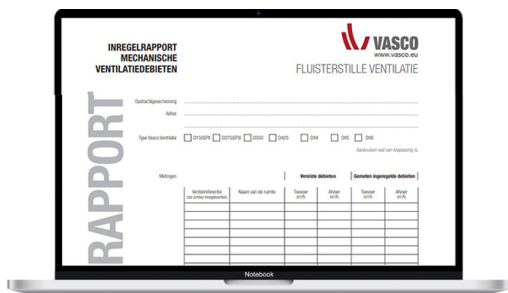 INREGELRAPPORT
MECHANISCHE
VENTILATIEDEBIETEN
VASCO
www.vasco.eu
FLUISTERSTILLE VENTILATIE
RAPPORT
Opdrachtgever/woning
Adres
Type Vasco Ventilatie D150EPII D275EPIII D350 D425 DX4 DX5 DX6
Aankruisen wat van toepassing is.
Metingen Vereiste debieten Gemeten ingeregelde debieten
Ventielreferentie Naam van de ruimte Toevoer Afvoer Toevoer Afvoer
m³/h m³/h m³/h m³/h
Notebook